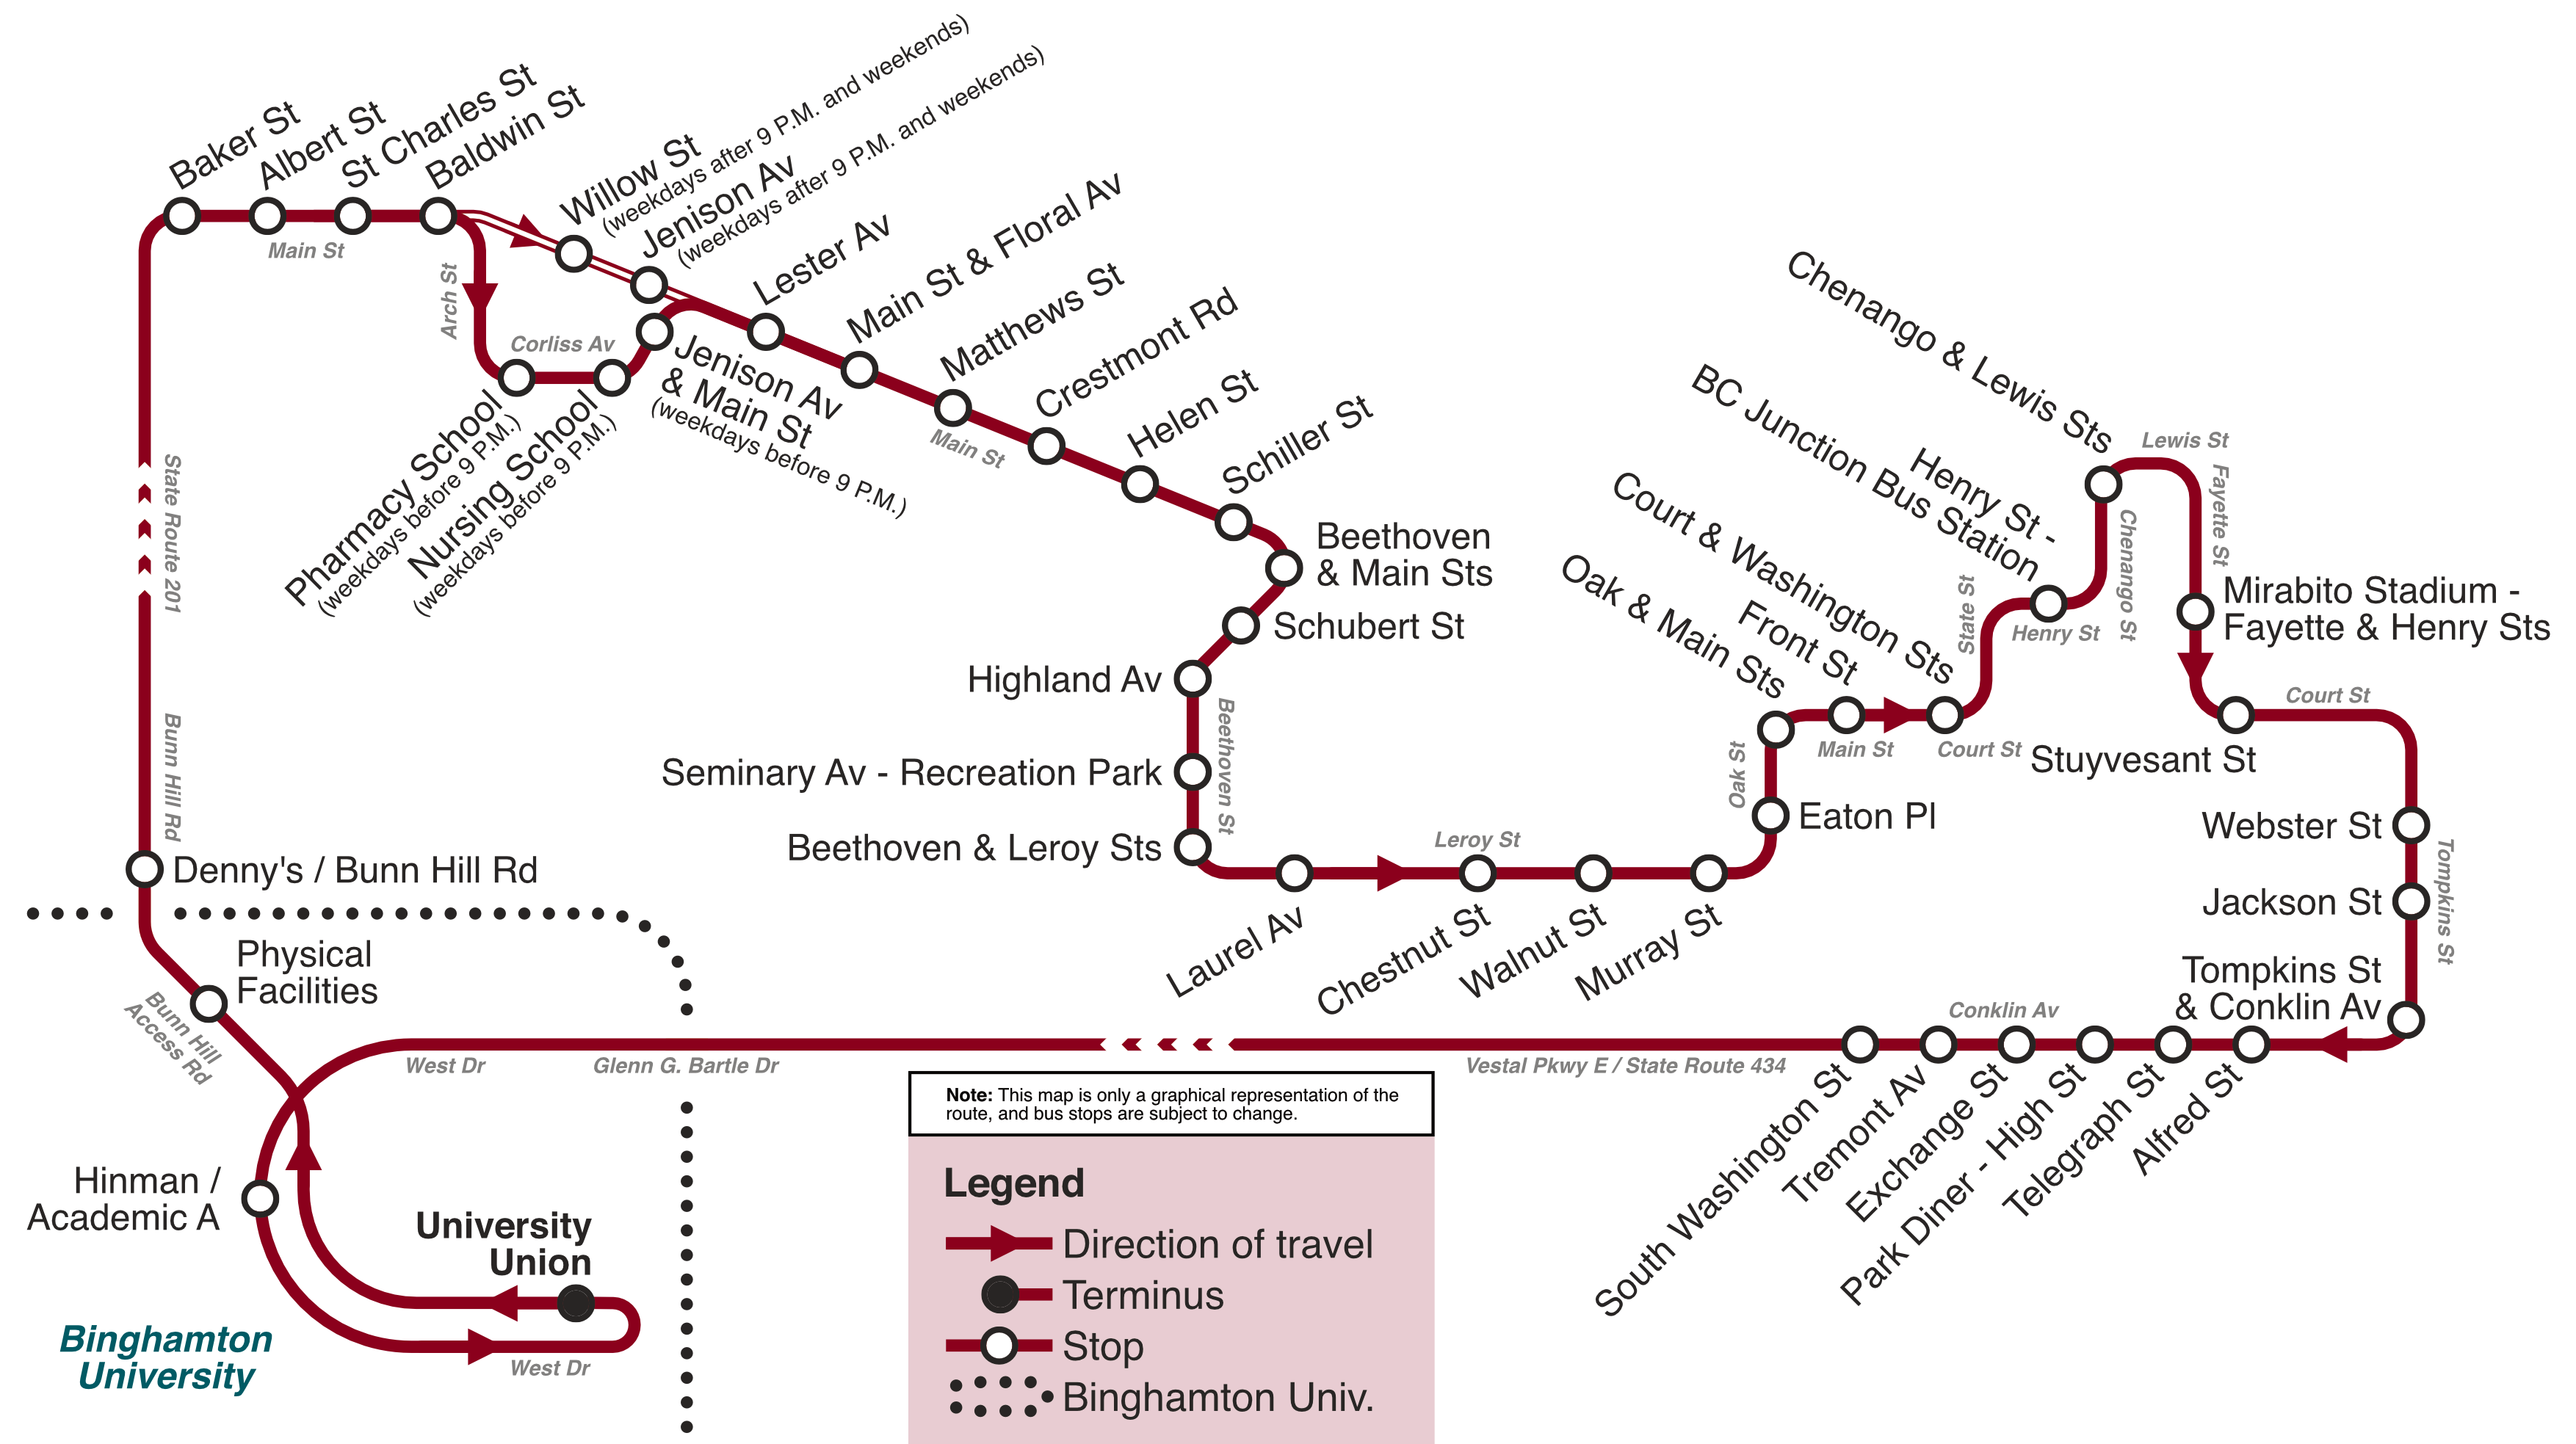 Baker St
Albert St
St Charles St
Baldwin St
Willow St
(weekdays after 9 P.M. and weekends)
Jenison Av
(weekdays after 9 P.M. and weekends)
Lester Av
Main St & Floral Av
Matthews St
Crestmont Rd
Helen St
Schiller St
Main St
Arch St
Corliss Av
Pharmacy School
(weekdays before 9 P.M.)
Nursing School
(weekdays before 9 P.M.)
Jenison Av
& Main St
(weekdays before 9 P.M.)
Main St
State Route 201
Bunn Hill Rd
Beethoven
& Main Sts
Schubert St
Highland Av
Seminary Av - Recreation Park
Beethoven & Leroy Sts
Beethoven St
Laurel Av
Leroy St
Chestnut St
Walnut St
Murray St
Eaton Pl
Oak St
Oak & Main Sts
Front St
Main St
Court & Washington Sts
Court St
State St
Henry St -
BC Junction Bus Station
Henry St
Chenango & Lewis Sts
Chenango St
Lewis St
Fayette St
Mirabito Stadium -
Fayette & Henry Sts
Court St
Stuyvesant St
Webster St
Jackson St
Tompkins St
Tompkins St
& Conklin Av
Conklin Av
Alfred St
Telegraph St
Park Diner - High St
Exchange St
Tremont Av
South Washington St
Vestal Pkwy E / State Route 434
Glenn G. Bartle Dr
West Dr
Denny's / Bunn Hill Rd
Physical
Facilities
Bunn Hill
Access Rd
Hinman /
Academic A
University
Union
West Dr
Binghamton
University
Note: This map is only a graphical representation of the
route, and bus stops are subject to change.
Legend
Direction of travel
Terminus
Stop
Binghamton Univ.